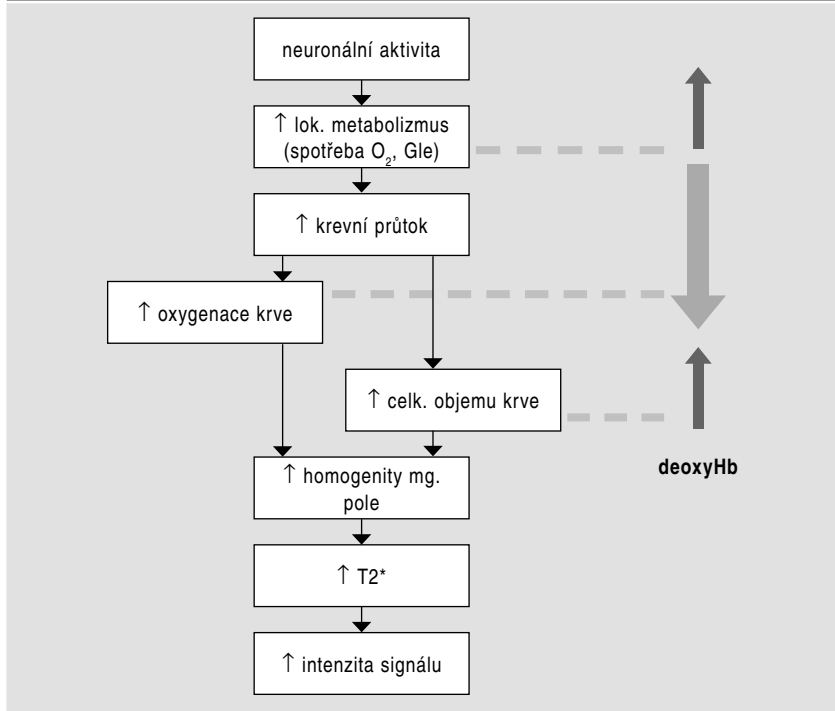 neuronální aktivita
↑ lok. metabolizmus
(spotřeba O₂, Gle)
↑ krevní průtok
↑ oxygenace krve
↑ celk. objemu krve
deoxyHb
↑ homogenity mg.
pole
↑ T2*
↑ intenzita signálu